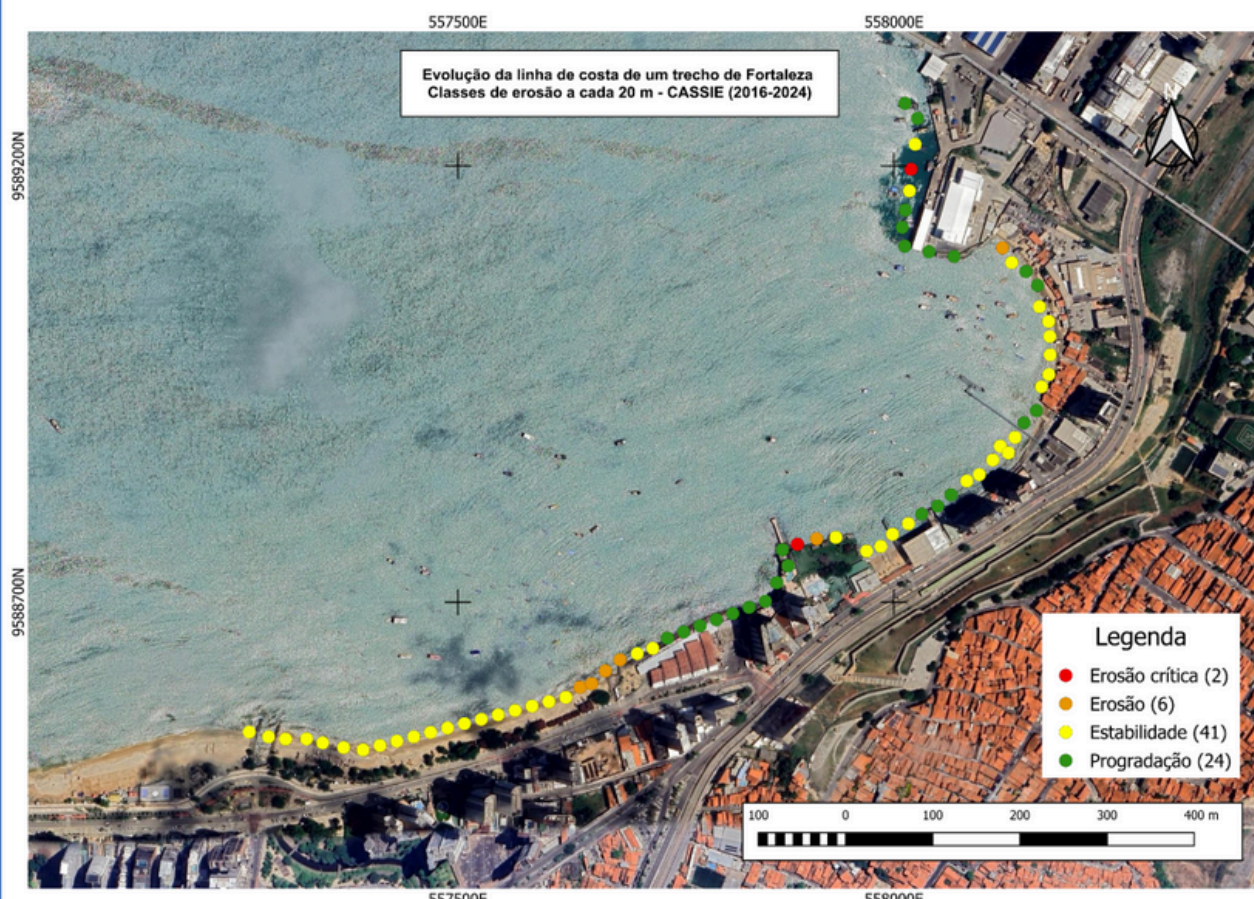 557500E
558000E
Evolução da linha de costa de um trecho de Fortaleza
Classes de erosão a cada 20 m - CASSIE (2016-2024)
N
9589200N
9588700N
Legenda
Erosão crítica (2)
Erosão (6)
Estabilidade (41)
Progradação (24)
100 0 100 200 300 400 m
557500E
558000E